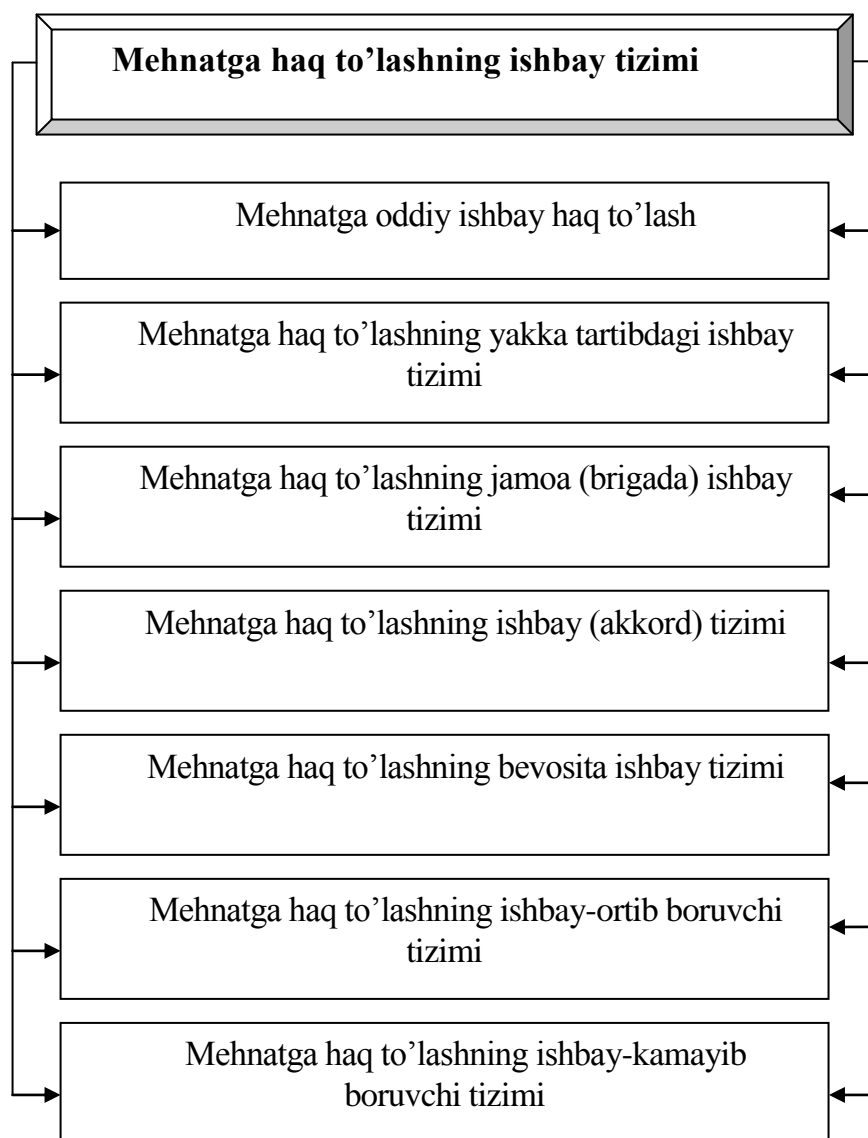 Mehnatga haq to’lashning ishbay tizimi
Mehnatga oddiy ishbay haq to’lash
Mehnatga haq to’lashning yakka tartibdagi ishbay
tizimi
Mehnatga haq to’lashning jamoa (brigada) ishbay
tizimi
Mehnatga haq to’lashning ishbay (akkord) tizimi
Mehnatga haq to’lashning bevosita ishbay tizimi
Mehnatga haq to’lashning ishbay-ortib boruvchi
tizimi
Mehnatga haq to’lashning ishbay-kamayib
boruvchi tizimi